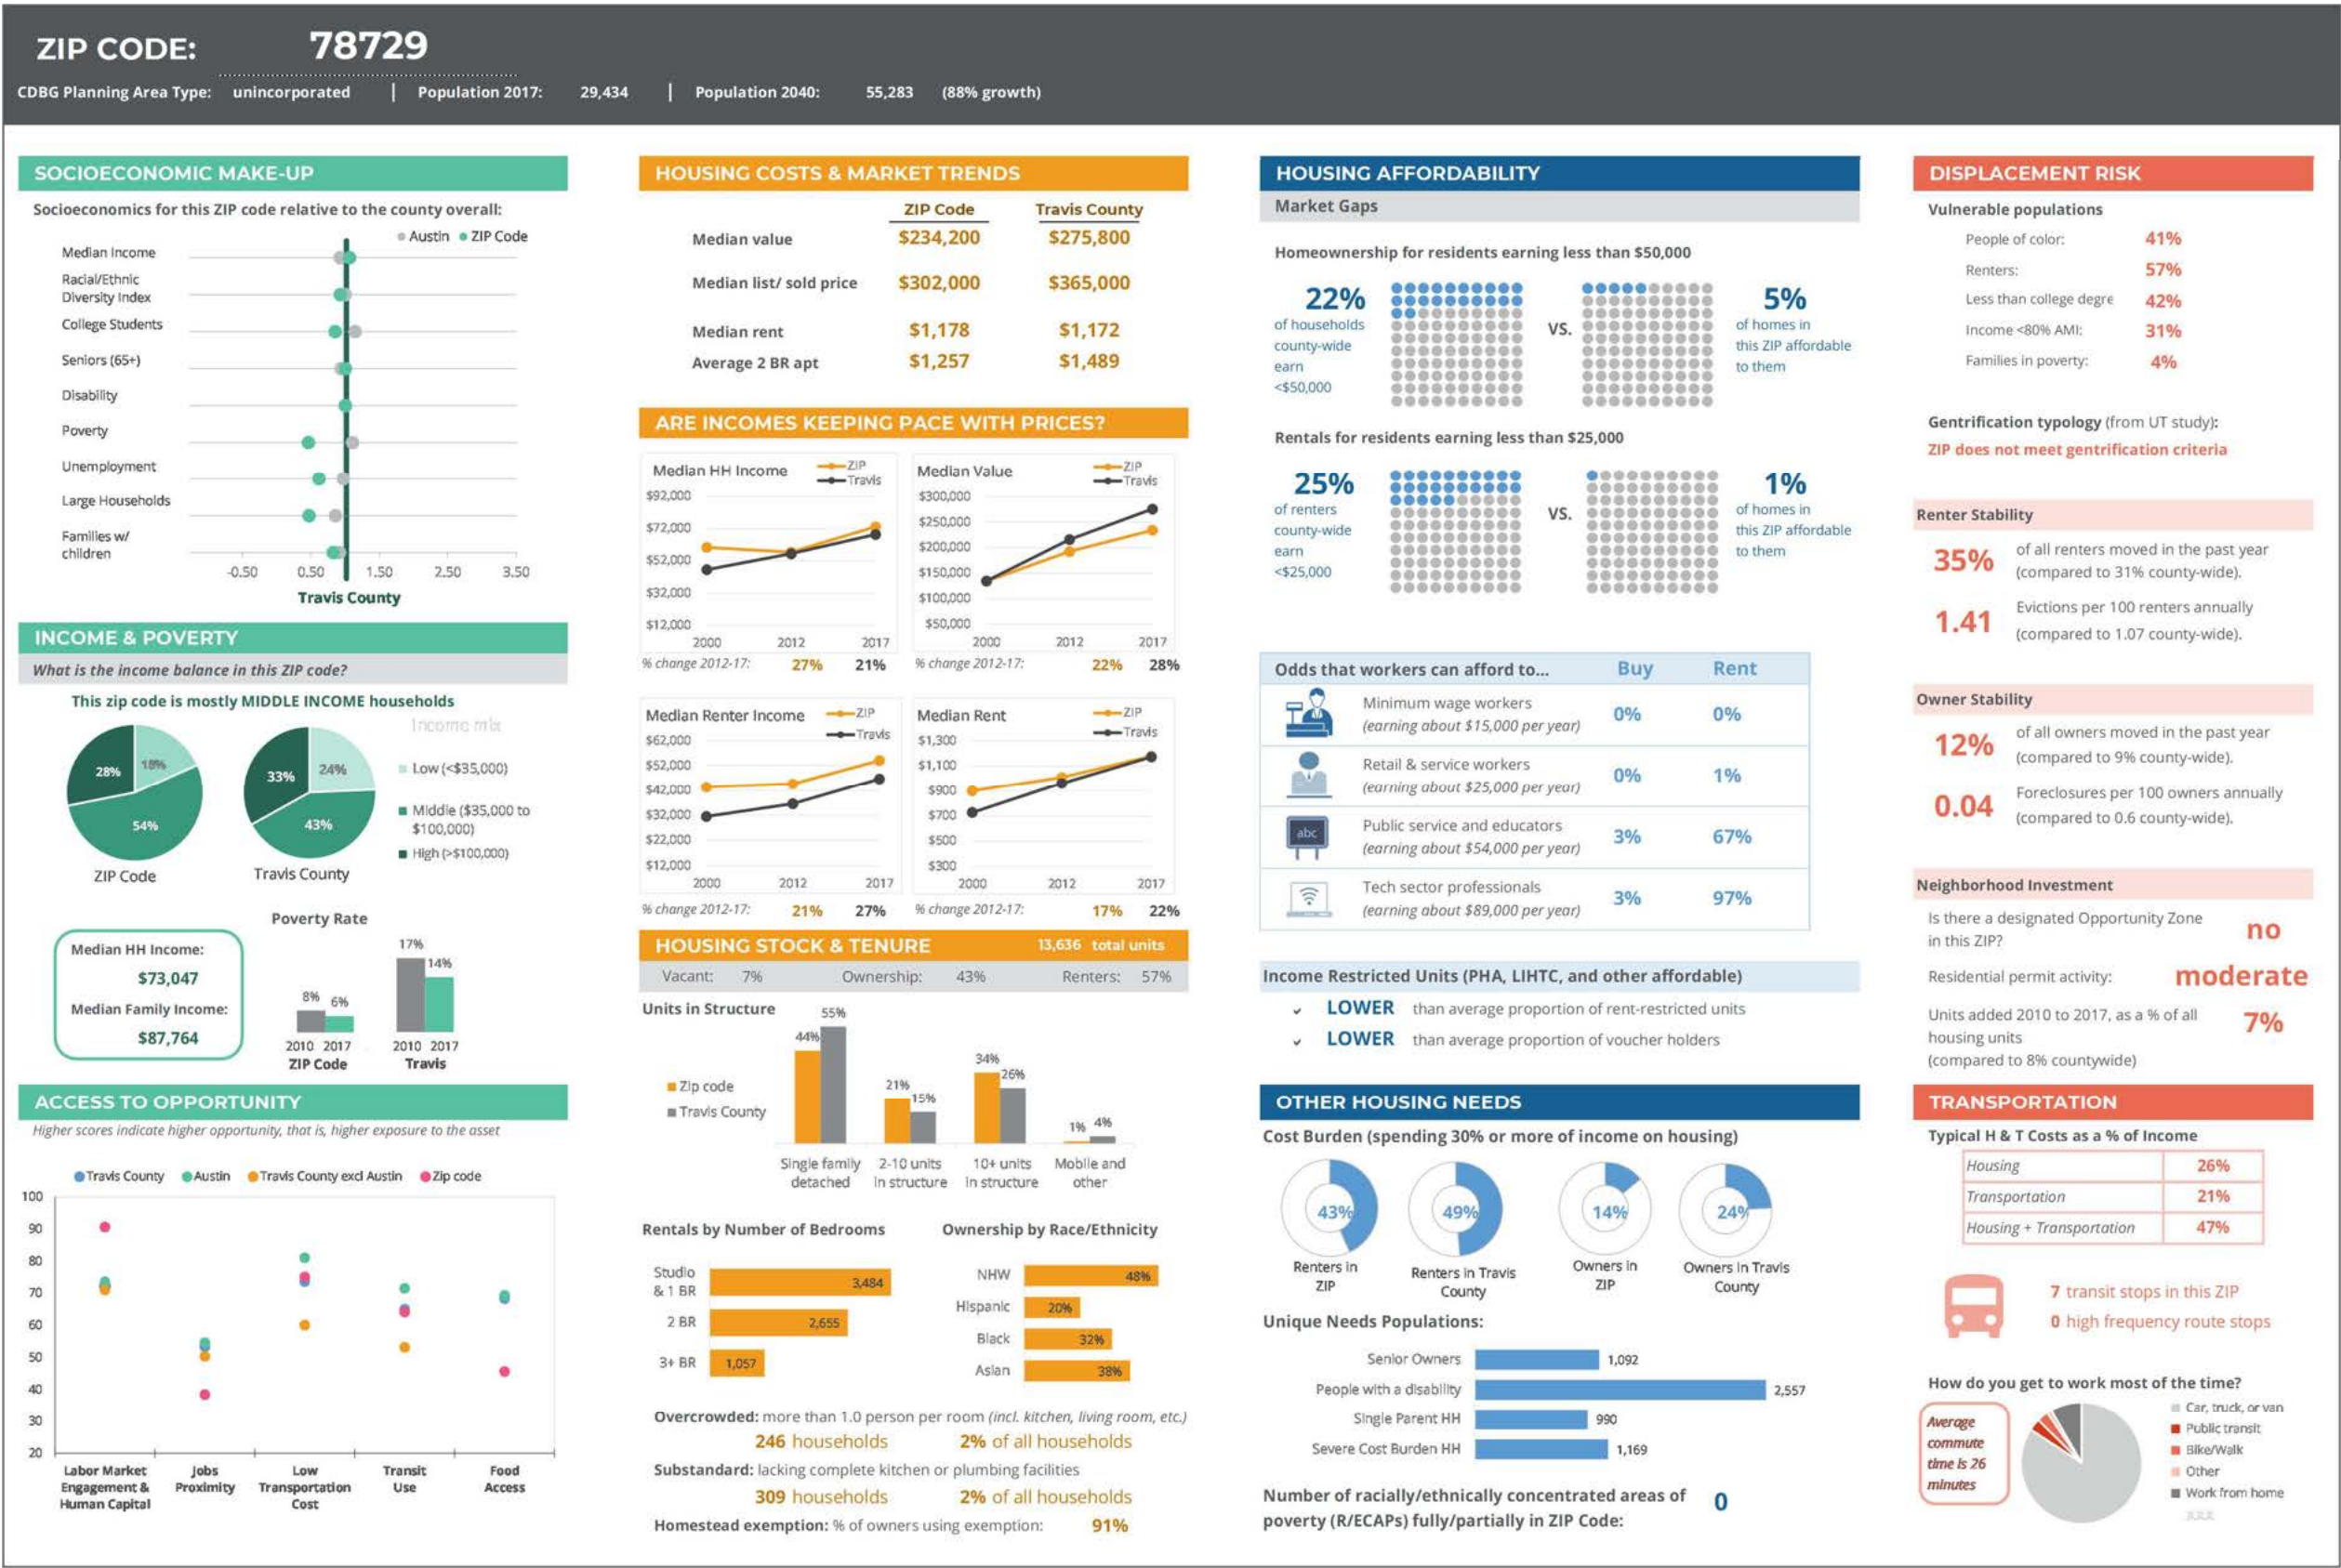 ZIP CODE: 78729
CDBG Planning Area Type: unincorporated | Population 2017: 29,434 | Population 2040: 55,283 (88% growth)
SOCIOECONOMIC MAKE-UP
Socioeconomics for this ZIP code relative to the county overall:
Austin ZIP Code
Median Income
Racial/Ethnic
Diversity Index
College Students
Seniors (65+)
Disability
Poverty
Unemployment
Large Households
Families w/
children
-0.50 0.50 1.50 2.50 3.50
Travis County
INCOME & POVERTY
What is the income balance in this ZIP code?
This zip code is mostly MIDDLE INCOME households
Income mix
28% 18% 54%
ZIP Code
33% 24% 43%
Travis County
Low (<$35,000)
Middle ($35,000 to
$100,000)
High (>$100,000)
Median HH Income:
$73,047
Median Family Income:
$87,764
Poverty Rate
8% 6% 17% 14%
2010 2017 2010 2017
ZIP Code Travis
ACCESS TO OPPORTUNITY
Higher scores indicate higher opportunity, that is, higher exposure to the asset
Travis County Austin Travis County excl Austin Zip code
100
90
80
70
60
50
40
30
20
Labor Market
Engagement &
Human Capital
Jobs
Proximity
Low
Transportation
Cost
Transit
Use
Food
Access
HOUSING COSTS & MARKET TRENDS
ZIP Code Travis County
Median value $234,200 $275,800
Median list/ sold price $302,000 $365,000
Median rent $1,178 $1,172
Average 2 BR apt $1,257 $1,489
ARE INCOMES KEEPING PACE WITH PRICES?
Median HH Income ZIP
Travis
$92,000
$72,000
$52,000
$32,000
$12,000
2000 2012 2017
% change 2012-17: 27% 21%
Median Value ZIP
Travis
$300,000
$250,000
$200,000
$150,000
$100,000
$50,000
2000 2012 2017
% change 2012-17: 22% 28%
Median Renter Income ZIP
Travis
$62,000
$52,000
$42,000
$32,000
$22,000
$12,000
2000 2012 2017
% change 2012-17: 21% 27%
Median Rent ZIP
Travis
$1,300
$1,100
$900
$700
$500
$300
2000 2012 2017
% change 2012-17: 17% 22%
HOUSING STOCK & TENURE 13,636 total units
Vacant: 7% Ownership: 43% Renters: 57%
Units in Structure
Zip code
Travis County
44% 55%
21% 15%
34% 26%
1% 4%
Single family
detached
2-10 units
in structure
10+ units
in structure
Mobile and
other
Rentals by Number of Bedrooms
Studio
& 1 BR
3,484
2 BR 2,655
3+ BR 1,057
Ownership by Race/Ethnicity
NHW 48%
Hispanic 20%
Black 32%
Asian 38%
Overcrowded: more than 1.0 person per room (incl. kitchen, living room, etc.)
246 households 2% of all households
Substandard: lacking complete kitchen or plumbing facilities
309 households 2% of all households
Homestead exemption: % of owners using exemption: 91%
HOUSING AFFORDABILITY
Market Gaps
Homeownership for residents earning less than $50,000
22%
of households
county-wide
earn
<$50,000
VS.
5%
of homes in
this ZIP affordable
to them
Rentals for residents earning less than $25,000
25%
of renters
county-wide
earn
<$25,000
VS.
1%
of homes in
this ZIP affordable
to them
Odds that workers can afford to... Buy Rent
Minimum wage workers
(earning about $15,000 per year) 0% 0%
Retail & service workers
(earning about $25,000 per year) 0% 1%
abc
Public service and educators
(earning about $54,000 per year) 3% 67%
Tech sector professionals
(earning about $89,000 per year) 3% 97%
Income Restricted Units (PHA, LIHTC, and other affordable)
LOWER than average proportion of rent-restricted units
LOWER than average proportion of voucher holders
OTHER HOUSING NEEDS
Cost Burden (spending 30% or more of income on housing)
43% 49% 14% 24%
Renters in
ZIP
Renters in Travis
County
Owners in
ZIP
Owners in Travis
County
Unique Needs Populations:
Senior Owners 1,092
People with a disability 2,557
Single Parent HH 990
Severe Cost Burden HH 1,169
Number of racially/ethnically concentrated areas of
poverty (R/ECAPs) fully/partially in ZIP Code: 0
DISPLACEMENT RISK
Vulnerable populations
People of color: 41%
Renters: 57%
Less than college degre 42%
Income <80% AMI: 31%
Families in poverty: 4%
Gentrification typology (from UT study):
ZIP does not meet gentrification criteria
Renter Stability
35% of all renters moved in the past year
(compared to 31% county-wide).
1.41 Evictions per 100 renters annually
(compared to 1.07 county-wide).
Owner Stability
12% of all owners moved in the past year
(compared to 9% county-wide).
0.04 Foreclosures per 100 owners annually
(compared to 0.6 county-wide).
Neighborhood Investment
Is there a designated Opportunity Zone
in this ZIP? no
Residential permit activity: moderate
Units added 2010 to 2017, as a % of all
housing units
(compared to 8% countywide) 7%
TRANSPORTATION
Typical H & T Costs as a % of Income
Housing 26%
Transportation 21%
Housing + Transportation 47%
7 transit stops in this ZIP
0 high frequency route stops
How do you get to work most of the time?
Average
commute
time is 26
minutes
Car, truck, or van
Public transit
Bike/Walk
Other
Work from home